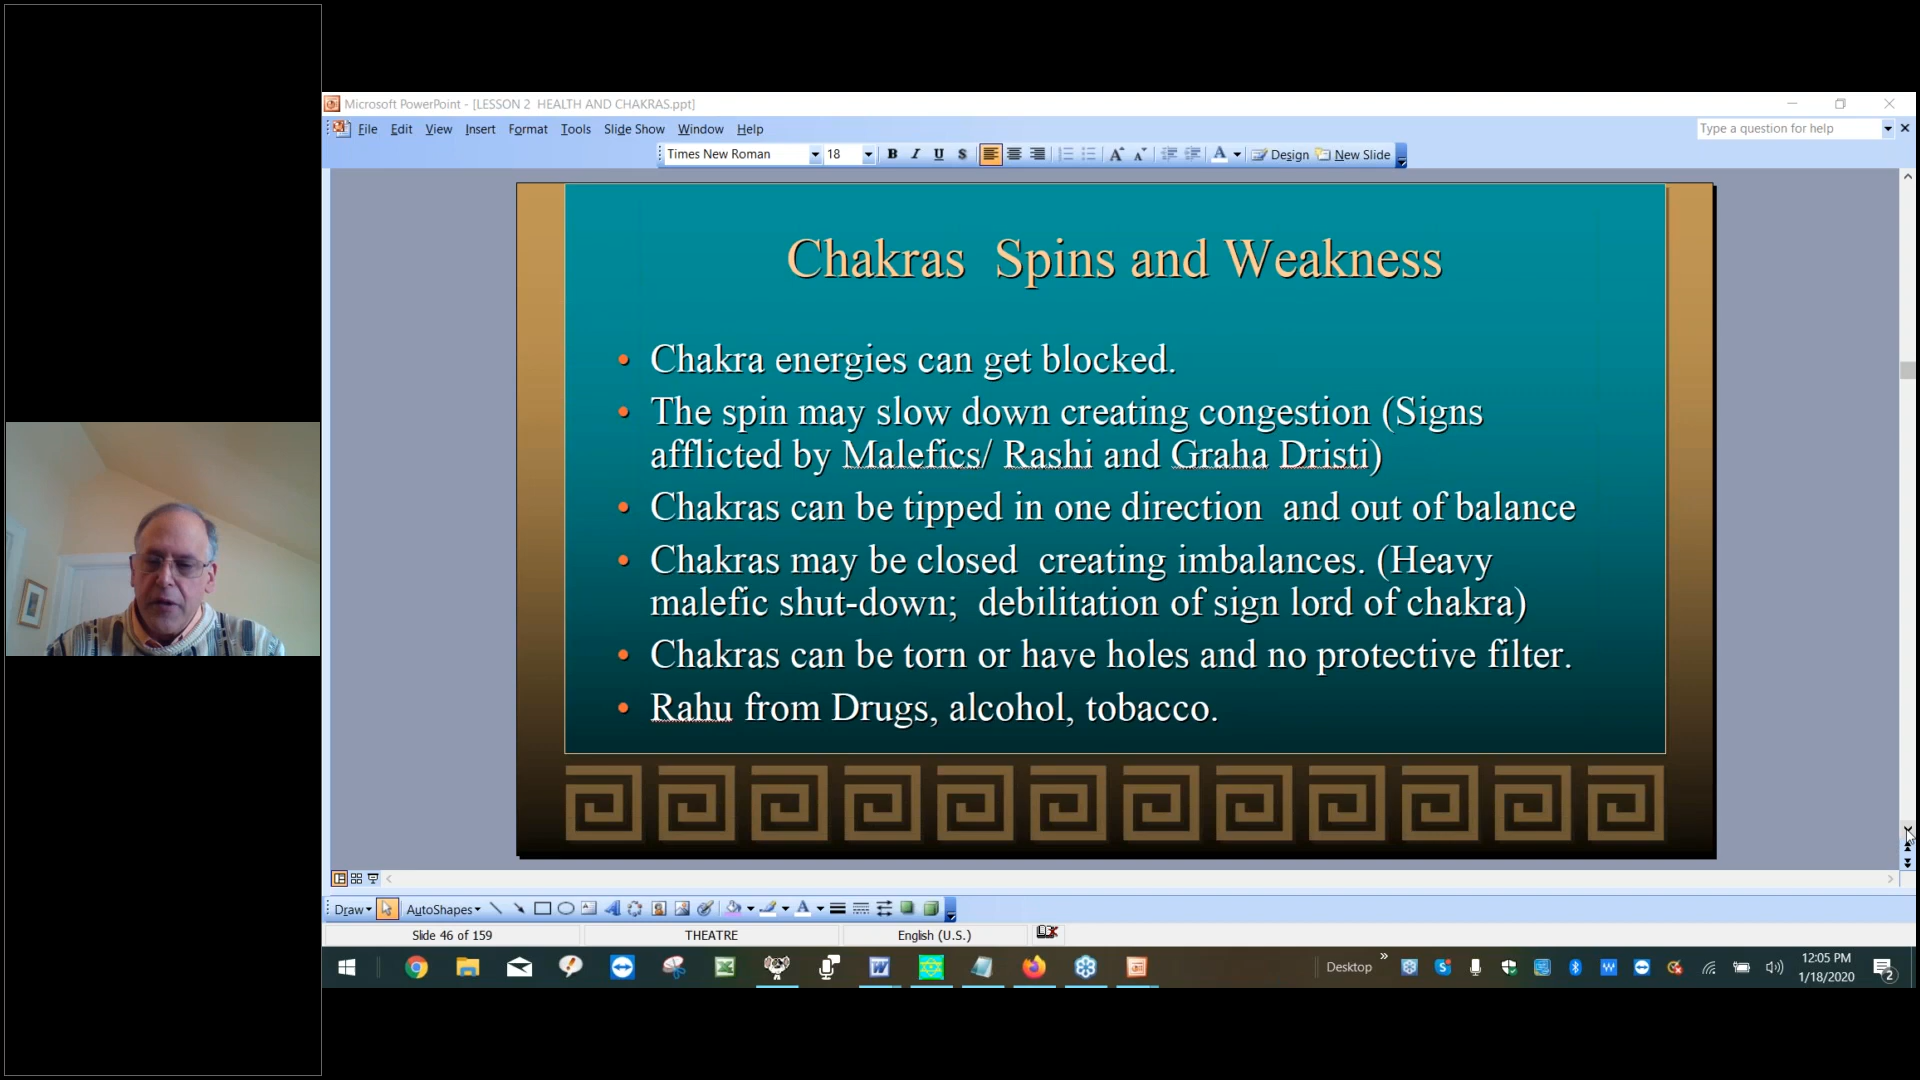 Microsoft PowerPoint - [LESSON 2  HEALTH AND CHAKRAS.ppt]
File Edit View Insert Format Tools Slide Show Window Help
Type a question for help
Times New Roman 18 B I U S A A A Design New Slide
Chakras  Spins and Weakness
• Chakra energies can get blocked.
• The spin may slow down creating congestion (Signs
afflicted by Malefics/ Rashi and Graha Dristi)
• Chakras can be tipped in one direction  and out of balance
• Chakras may be closed  creating imbalances. (Heavy
malefic shut-down;  debilitation of sign lord of chakra)
• Chakras can be torn or have holes and no protective filter.
• Rahu from Drugs, alcohol, tobacco.
Draw AutoShapes A
Slide 46 of 159 THEATRE English (U.S.)
Desktop »
12:05 PM
1/18/2020
2